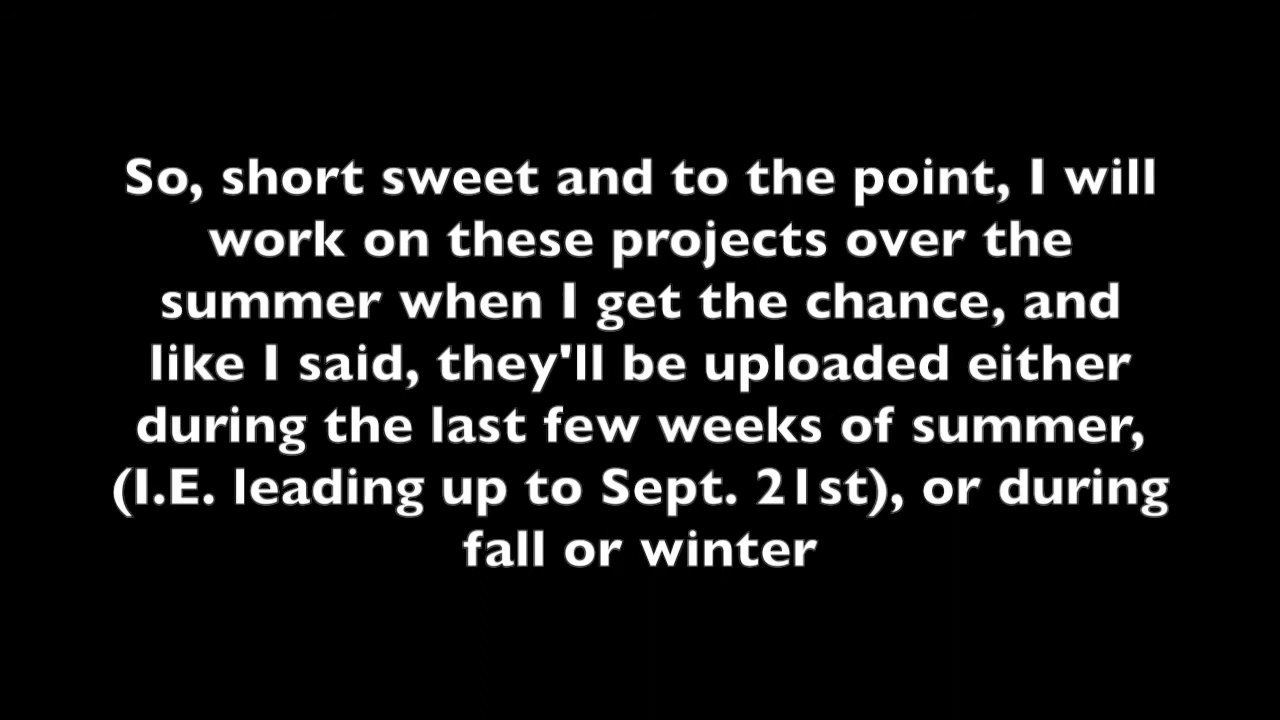 So, short sweet and to the point, I will
work on these projects over the
summer when I get the chance, and
like I said, they'll be uploaded either
during the last few weeks of summer,
(I.E. leading up to Sept. 21st), or during
fall or winter